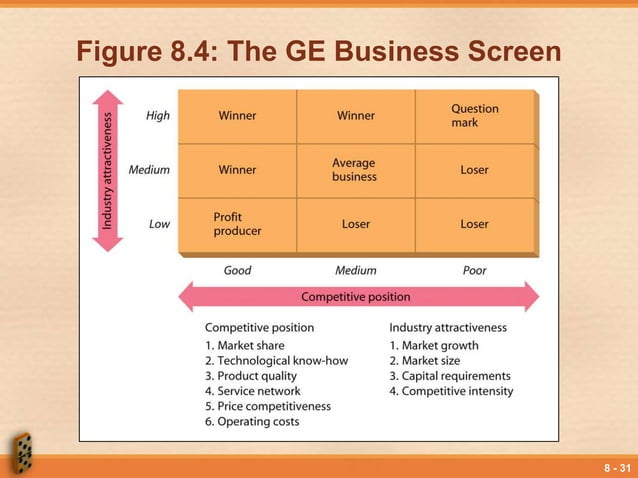 Figure 8.4: The GE Business Screen
Industry attractiveness
High
Winner
Winner
Question
mark
Medium
Winner
Average
business
Loser
Low
Profit
producer
Loser
Loser
Good
Medium
Poor
Competitive position
Competitive position
1. Market share
2. Technological know-how
3. Product quality
4. Service network
5. Price competitiveness
6. Operating costs
Industry attractiveness
1. Market growth
2. Market size
3. Capital requirements
4. Competitive intensity
8 - 31